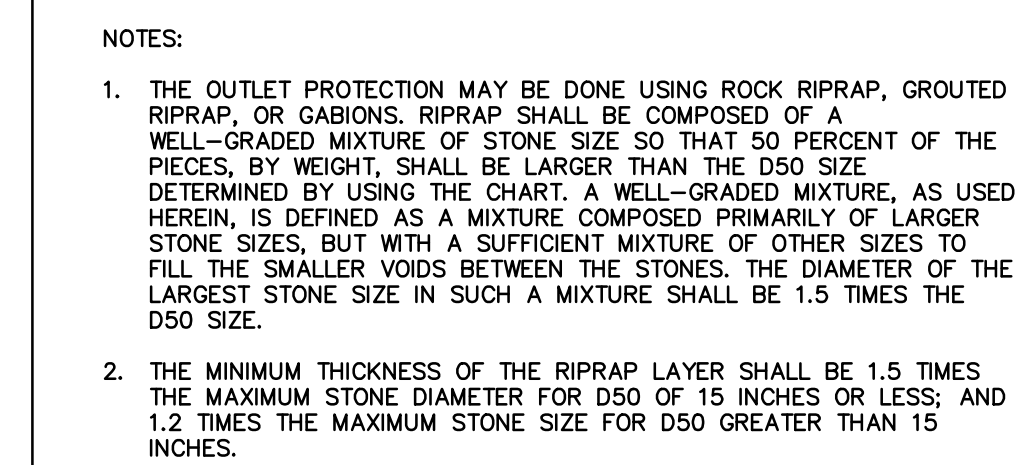 NOTES:
1. THE OUTLET PROTECTION MAY BE DONE USING ROCK RIPRAP, GROUTED
RIPRAP, OR GABIONS. RIPRAP SHALL BE COMPOSED OF A
WELL-GRADED MIXTURE OF STONE SIZE SO THAT 50 PERCENT OF THE
PIECES, BY WEIGHT, SHALL BE LARGER THAN THE D50 SIZE
DETERMINED BY USING THE CHART. A WELL-GRADED MIXTURE, AS USED
HEREIN, IS DEFINED AS A MIXTURE COMPOSED PRIMARILY OF LARGER
STONE SIZES, BUT WITH A SUFFICIENT MIXTURE OF OTHER SIZES TO
FILL THE SMALLER VOIDS BETWEEN THE STONES. THE DIAMETER OF THE
LARGEST STONE SIZE IN SUCH A MIXTURE SHALL BE 1.5 TIMES THE
D50 SIZE.
2. THE MINIMUM THICKNESS OF THE RIPRAP LAYER SHALL BE 1.5 TIMES
THE MAXIMUM STONE DIAMETER FOR D50 OF 15 INCHES OR LESS; AND
1.2 TIMES THE MAXIMUM STONE SIZE FOR D50 GREATER THAN 15
INCHES.